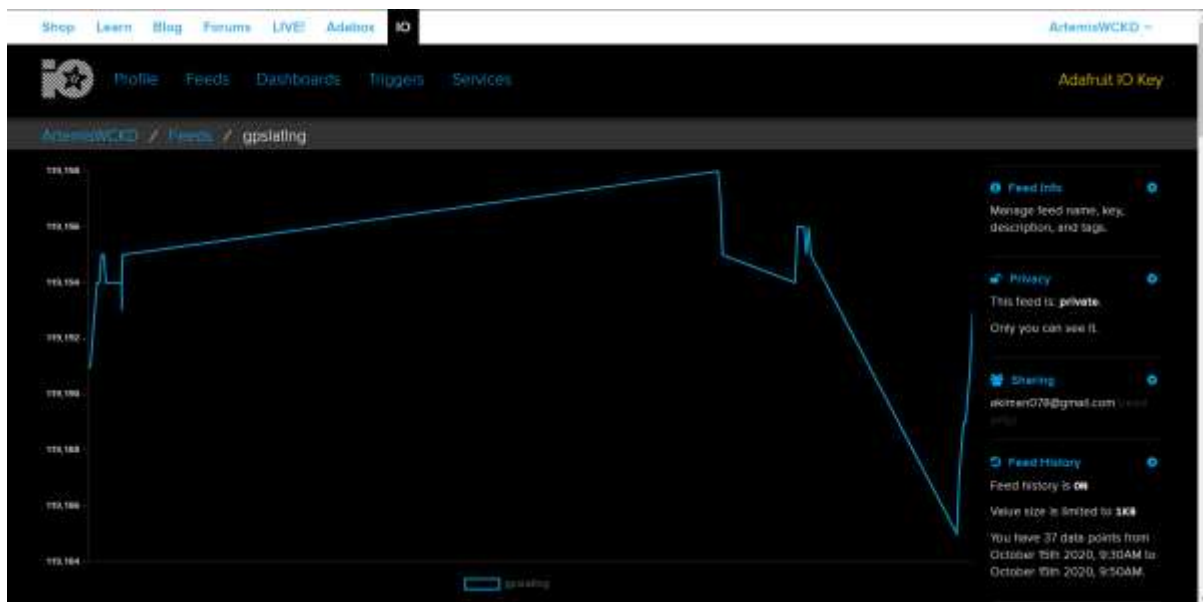 Shop Learn Blog Forums LIVE! Adabox IO ArtemisWCKD
IO Profile Feeds Dashboards Triggers Services Adafruit IO Key
ArtemisWCKD / Feeds / gpslatlng
Feed Info
Manage feed name, key,
description, and tags.
Privacy
This feed is: private.
Only you can see it.
Sharing
Feed History
Feed history is ON
Value size is limited to 1KB
You have 37 data points from
October 15th 2020, 9:30AM to
October 15th 2020, 9:50AM.
gpslatlng